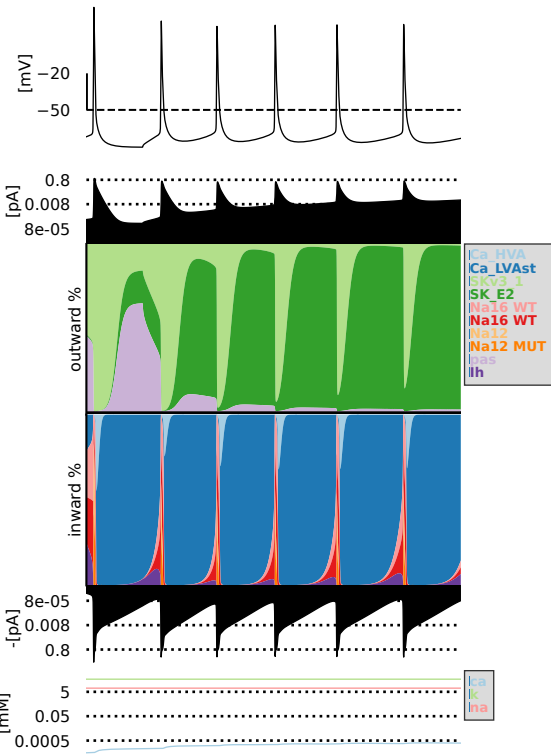 [mV]
−20
−50
[pA]
0.8
0.008
8e-05
outward %
Ca_HVA
Ca_LVAst
SKv3_1
SK_E2
Na16 WT
Na16 WT
Na12
Na12 MUT
pas
Ih
inward %
-[pA]
8e-05
0.008
0.8
[mM]
5
0.05
0.0005
ca
k
na